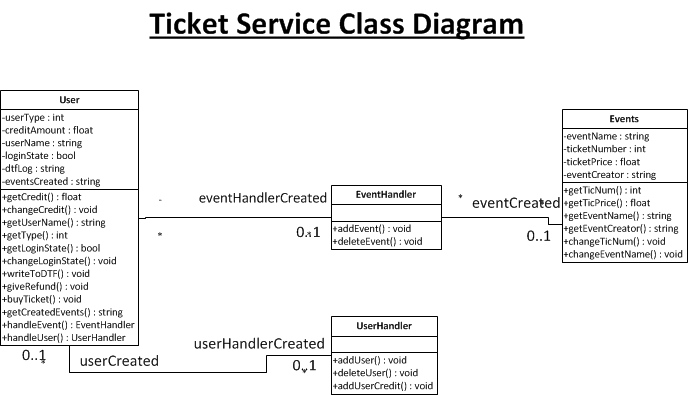 Ticket Service Class Diagram
User
-userType : int
-creditAmount : float
-userName : string
-loginState : bool
-dtfLog : string
-eventsCreated : string
+getCredit() : float
+changeCredit() : void
+getUserName() : string
+getType() : int
+getLoginState() : bool
+changeLoginState() : void
+writeToDTF() : void
+giveRefund() : void
+buyTicket() : void
+getCreatedEvents() : string
+handleEvent() : EventHandler
+handleUser() : UserHandler
-
*
eventHandlerCreated
0..1
EventHandler
+addEvent() : void
+deleteEvent() : void
*
eventCreated
0..1
Events
-eventName : string
-ticketNumber : int
-ticketPrice : float
-eventCreator : string
+getTicNum() : int
+getTicPrice() : float
+getEventName() : string
+getEventCreator() : string
+changeTicNum() : void
+changeEventName() : void
0..1
userCreated
userHandlerCreated
0..1
UserHandler
+addUser() : void
+deleteUser() : void
+addUserCredit() : void